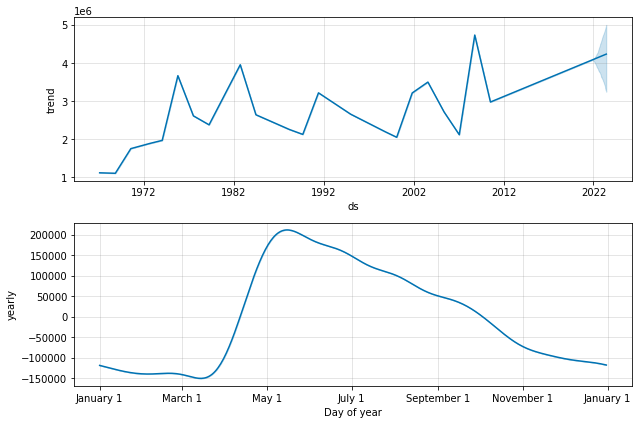 1e6
5
4
3
2
1
trend
1972 1982 1992 2002 2012 2022
ds
200000
150000
100000
50000
0
−50000
−100000
−150000
yearly
January 1 March 1 May 1 July 1 September 1 November 1 January 1
Day of year